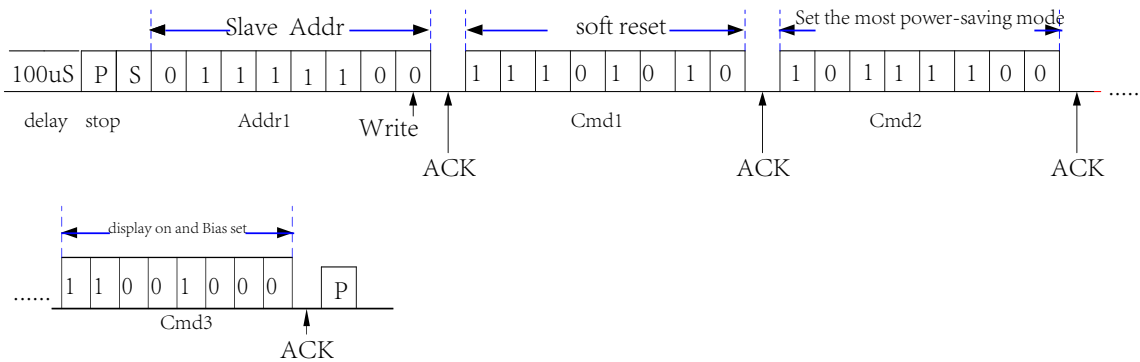 Slave Addr soft reset Set the most power-saving mode
100uS P S 0 1 1 1 1 1 0 0 1 1 1 0 1 0 1 0 1 0 1 1 1 1 0 0 .....
delay stop Addr1 Write Cmd1 Cmd2
ACK ACK ACK
display on and Bias set
...... 1 1 0 0 1 0 0 0 P
Cmd3
ACK